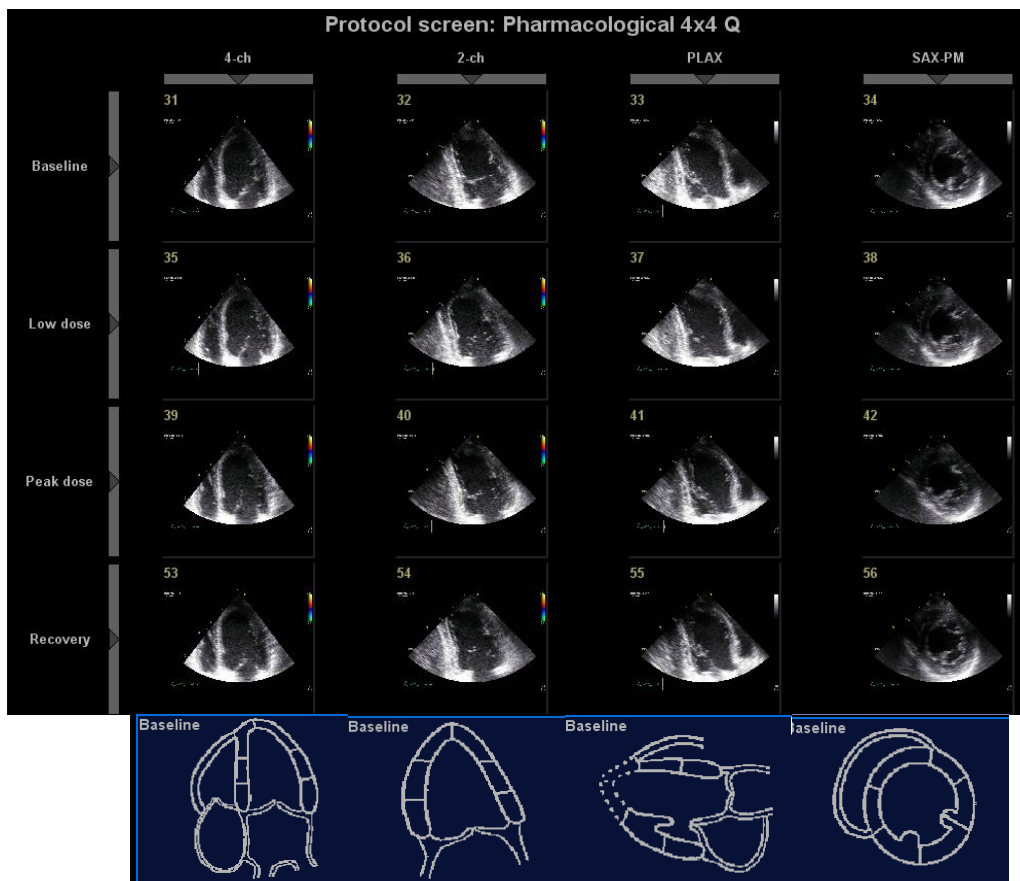 Protocol screen: Pharmacological 4x4 Q
4-ch 2-ch PLAX SAX-PM
31 32 33 34
Baseline
35 36 37 38
Low dose
39 40 41 42
Peak dose
53 54 55 56
Recovery
Baseline Baseline Baseline Baseline